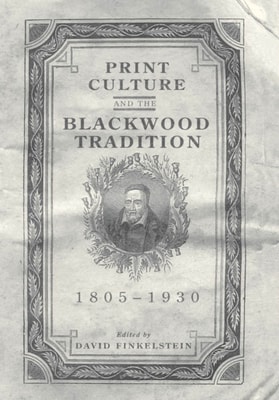 PRINT
CULTURE
AND THE
BLACKWOOD
TRADITION
1805–1930
Edited by
DAVID FINKELSTEIN